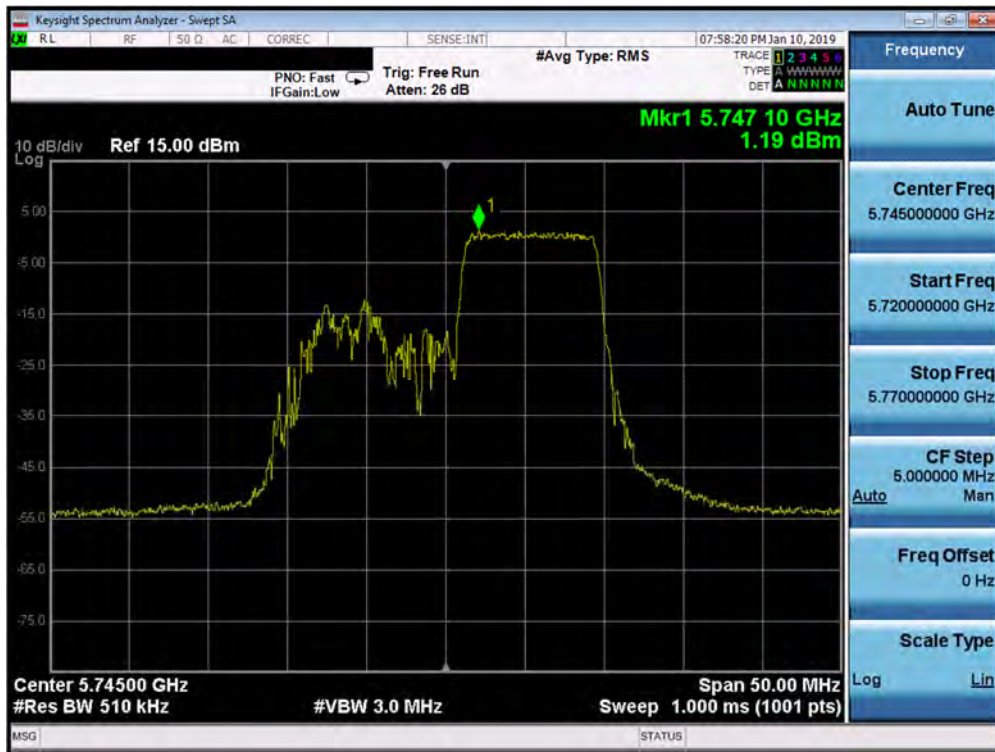 Keysight Spectrum Analyzer - Swept SA
LXI RL RF 50 Ω AC CORREC SENSE:INT 07:58:20 PM Jan 10, 2019
#Avg Type: RMS TRACE 1 2 3 4 5 6
PNO: Fast Trig: Free Run TYPE A WWWWW
IFGain:Low Atten: 26 dB DET A N N N N N
Mkr1 5.747 10 GHz
1.19 dBm
10 dB/div Ref 15.00 dBm
Log
1
5.00
-5.00
-15.0
-25.0
-35.0
-45.0
-55.0
-65.0
-75.0
Center 5.74500 GHz Span 50.00 MHz
#Res BW 510 kHz #VBW 3.0 MHz Sweep 1.000 ms (1001 pts)
MSG STATUS
Frequency
Auto Tune
Center Freq
5.745000000 GHz
Start Freq
5.720000000 GHz
Stop Freq
5.770000000 GHz
CF Step
5.000000 MHz
Auto Man
Freq Offset
0 Hz
Scale Type
Log Lin